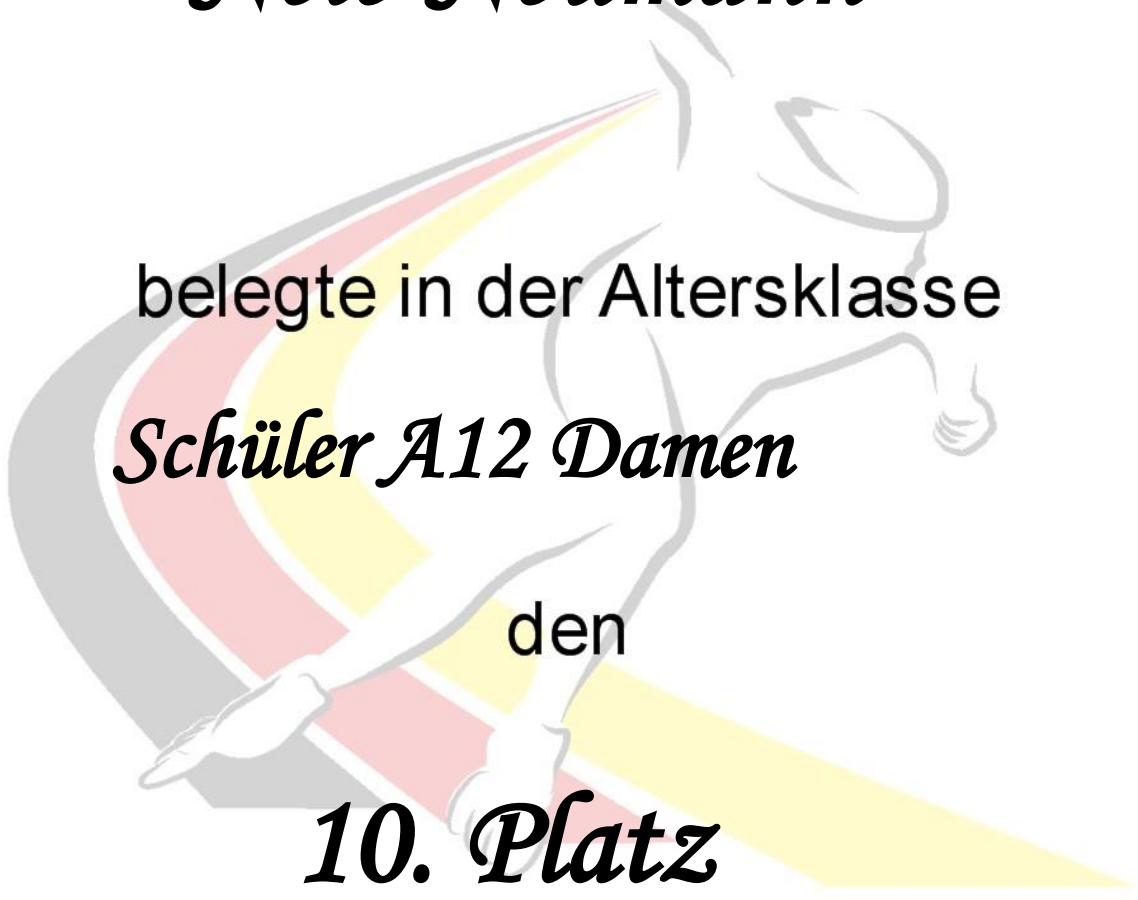 belegte in der Altersklasse
Schüler A12 Damen
den
10. Platz